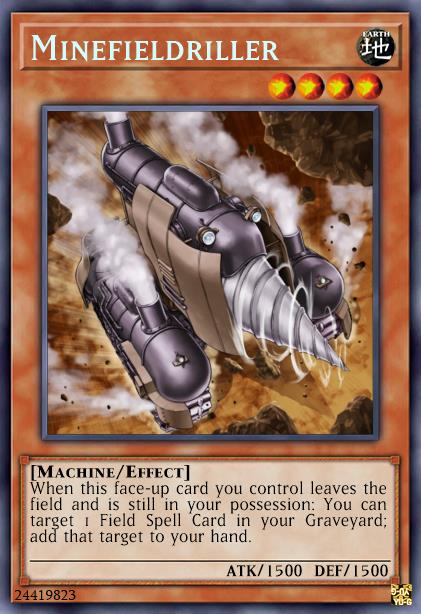 MINEFIELDRILLER
EARTH
地
[MACHINE/EFFECT]
When this face-up card you control leaves the
field and is still in your possession: You can
target 1 Field Spell Card in your Graveyard;
add that target to your hand.
ATK/1500 DEF/1500
24419823